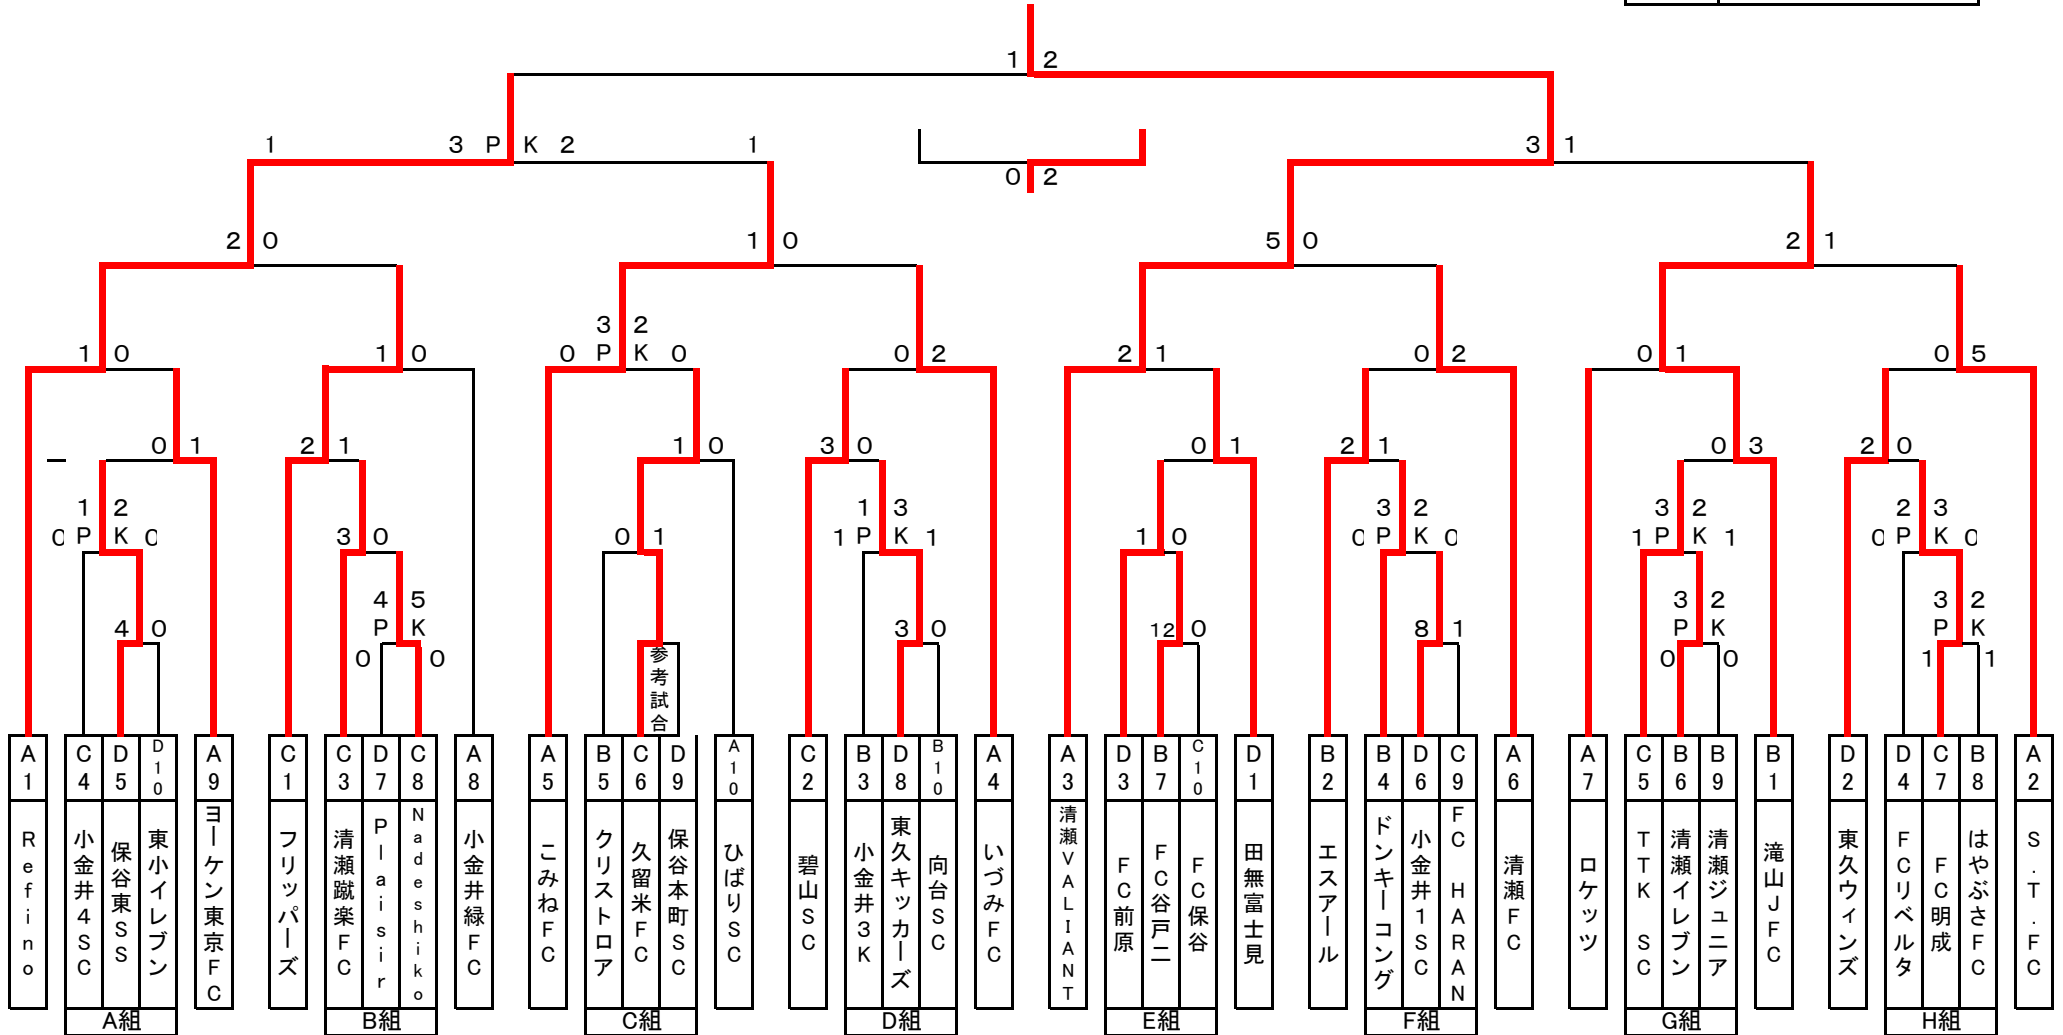 1 2
1 3 P K 2 1 3 1
0 2
2 0 1 0 5 0 2 1
3 2
1 0 1 0 0 P K 0 0 2 2 1 0 2 0 1 0 5
0 1 2 1 1 0 3 0 0 1 2 1 0 3 2 0
1 2 1 3 3 2 3 2 2 3
0 P K 0 3 0 0 1 1 P K 1 1 0 0 P K 0 1 P K 1 0 P K 0
4 5 3 2 3 2
4 0 P K 3 0 12 0 8 1 P K P K
0 0 参考試合 0 0 1 1
A1 C4 D5 D10 A9 C1 C3 D7 C8 A8 A5 B5 C6 D9 A10 C2 B3 D8 B10 A4 A3 D3 B7 C10 D1 B2 B4 D6 C9 A6 A7 C5 B6 B9 B1 D2 D4 C7 B8 A2
Refino
小金井4SC
保谷東SS
東小イレブン
ヨーケン東京FC
フリッパーズ
清瀬蹴楽FC
Plaisir
Nadeshiko
小金井緑FC
こみねFC
クリストロア
久留米FC
保谷本町SC
ひばりSC
碧山SC
小金井3K
東久キッカーズ
向台SC
いづみFC
清瀬VALIANT
FC前原
FC谷戸二
FC保谷
田無富士見
エスアール
ドンキーコング
小金井1SC
FC HARAN
清瀬FC
ロケッツ
TTK SC
清瀬イレブン
清瀬ジュニア
滝山JFC
東久ウィンズ
FCリベルタ
FC明成
はやぶさFC
S.T.FC
A組 B組 C組 D組 E組 F組 G組 H組